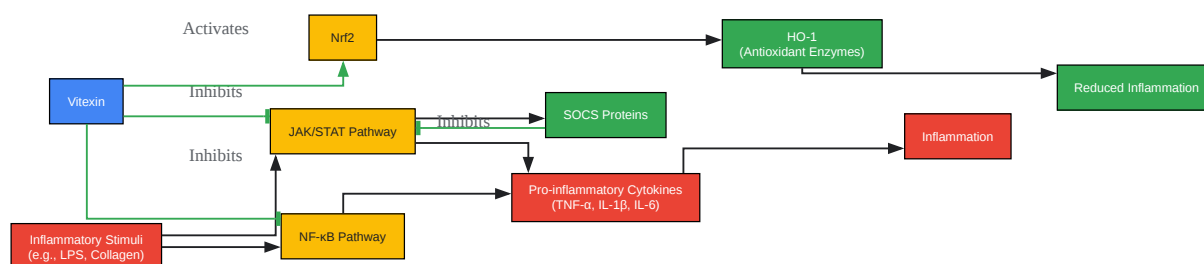 Activates
Nrf2
HO-1
(Antioxidant Enzymes)
Reduced Inflammation
Vitexin
Inhibits
JAK/STAT Pathway
Inhibits
SOCS Proteins
Inflammation
Inhibits
Pro-inflammatory Cytokines
(TNF-α, IL-1β, IL-6)
Inflammatory Stimuli
(e.g., LPS, Collagen)
NF-κB Pathway